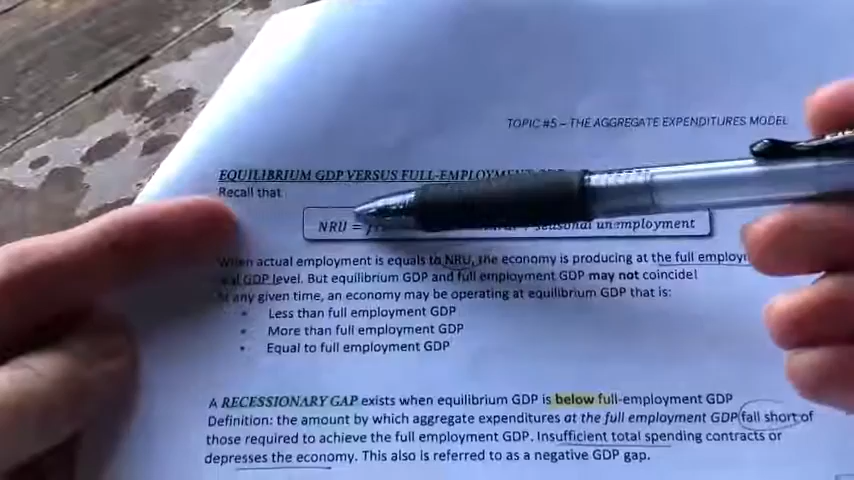 TOPIC #5 – THE AGGREGATE EXPENDITURES MODEL
EQUILIBRIUM GDP VERSUS FULL-EMPLOYMENT GDP
Recall that
NRU = seasonal unemployment
When actual unemployment is equals to NRU, the economy is producing at the full employment
real GDP level. But equilibrium GDP and full employment GDP may not coincide!
At any given time, an economy may be operating at equilibrium GDP that is:
• Less than full employment GDP
• More than full employment GDP
• Equal to full employment GDP
A RECESSIONARY GAP exists when equilibrium GDP is below full-employment GDP
Definition: the amount by which aggregate expenditures at the full employment GDP fall short of
those required to achieve the full employment GDP. Insufficient total spending contracts or
depresses the economy. This also is referred to as a negative GDP gap.